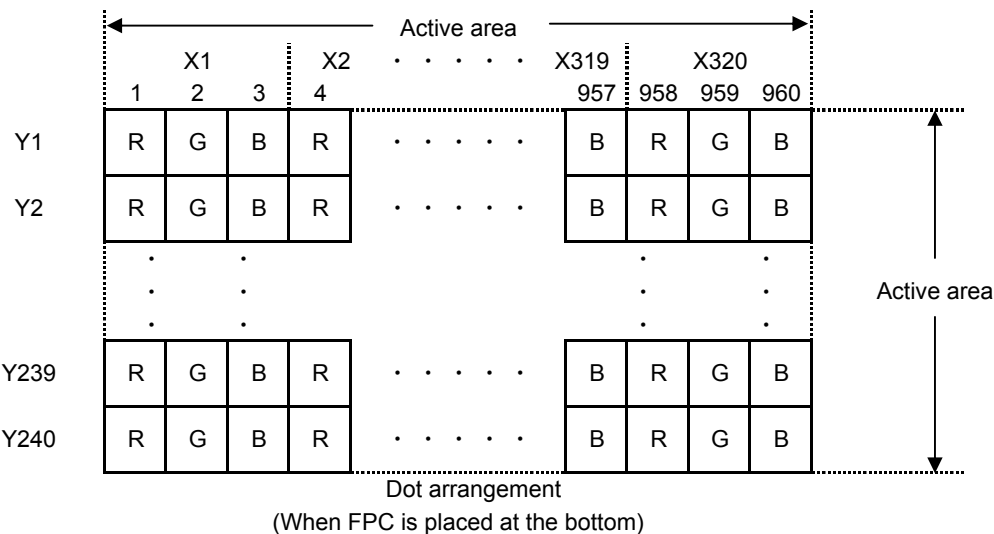 Active area
X1 X2 · · · · · X319 X320
1 2 3 4 957 958 959 960
Y1 R G B R · · · · · B R G B
Y2 R G B R · · · · · B R G B
· · · ·
· · · · Active area
· · · ·
Y239 R G B R · · · · · B R G B
Y240 R G B R · · · · · B R G B
Dot arrangement
(When FPC is placed at the bottom)